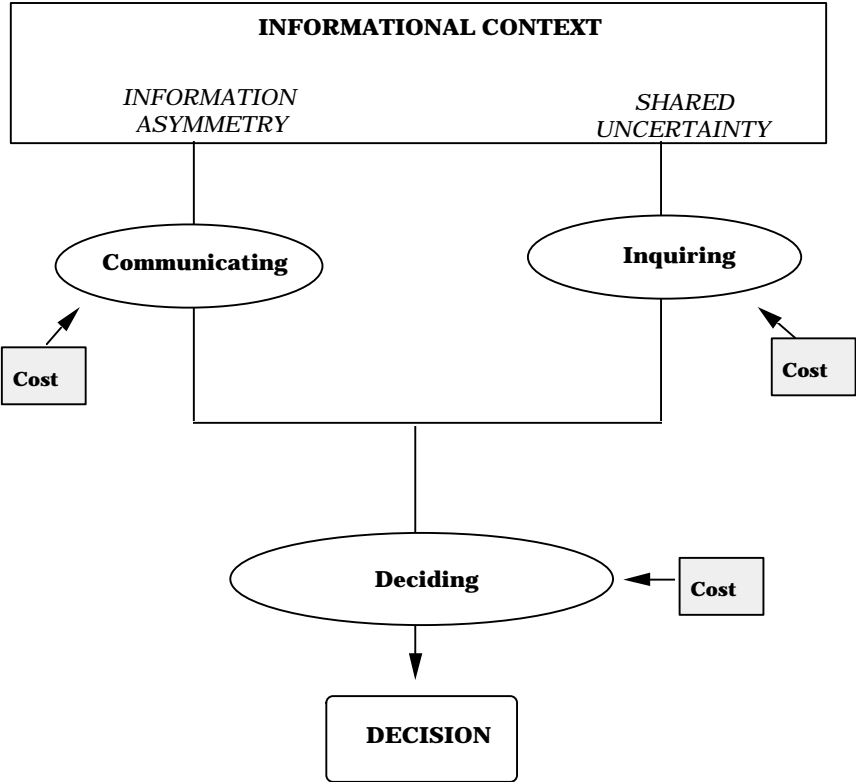 INFORMATIONAL CONTEXT
INFORMATION
ASYMMETRY
SHARED
UNCERTAINTY
Communicating
Inquiring
Cost
Cost
Deciding
Cost
DECISION